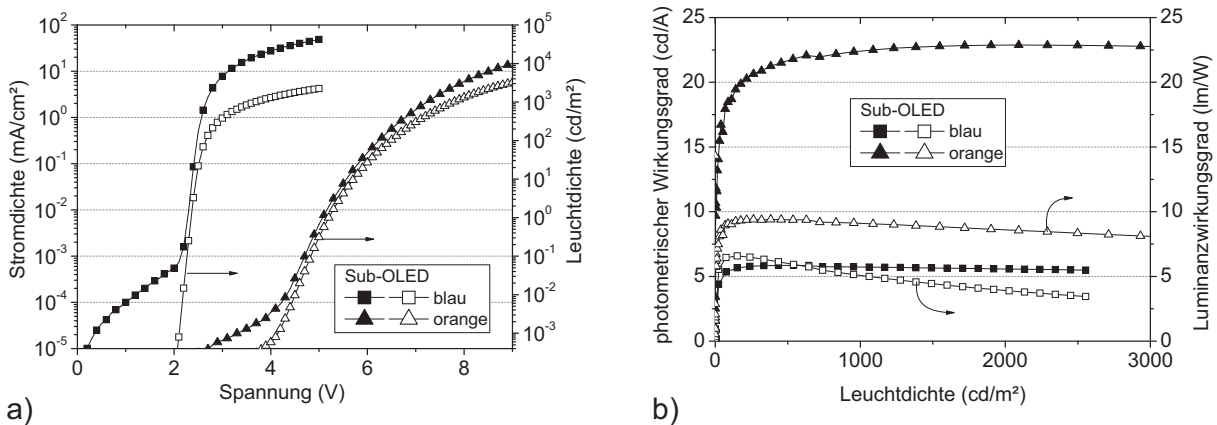 10²
10¹
10⁰
10⁻¹
10⁻²
10⁻³
10⁻⁴
10⁻⁵
Stromdichte (mA/cm²)
10⁵
10⁴
10³
10²
10¹
10⁰
10⁻¹
10⁻²
10⁻³
Leuchtdichte (cd/m²)
Sub-OLED
blau
orange
0 2 4 6 8
Spannung (V)
a)
25
20
15
10
5
0
photometrischer Wirkungsgrad (cd/A)
25
20
15
10
5
0
Luminanzwirkungsgrad (lm/W)
Sub-OLED
blau
orange
0 1000 2000 3000
Leuchtdichte (cd/m²)
b)